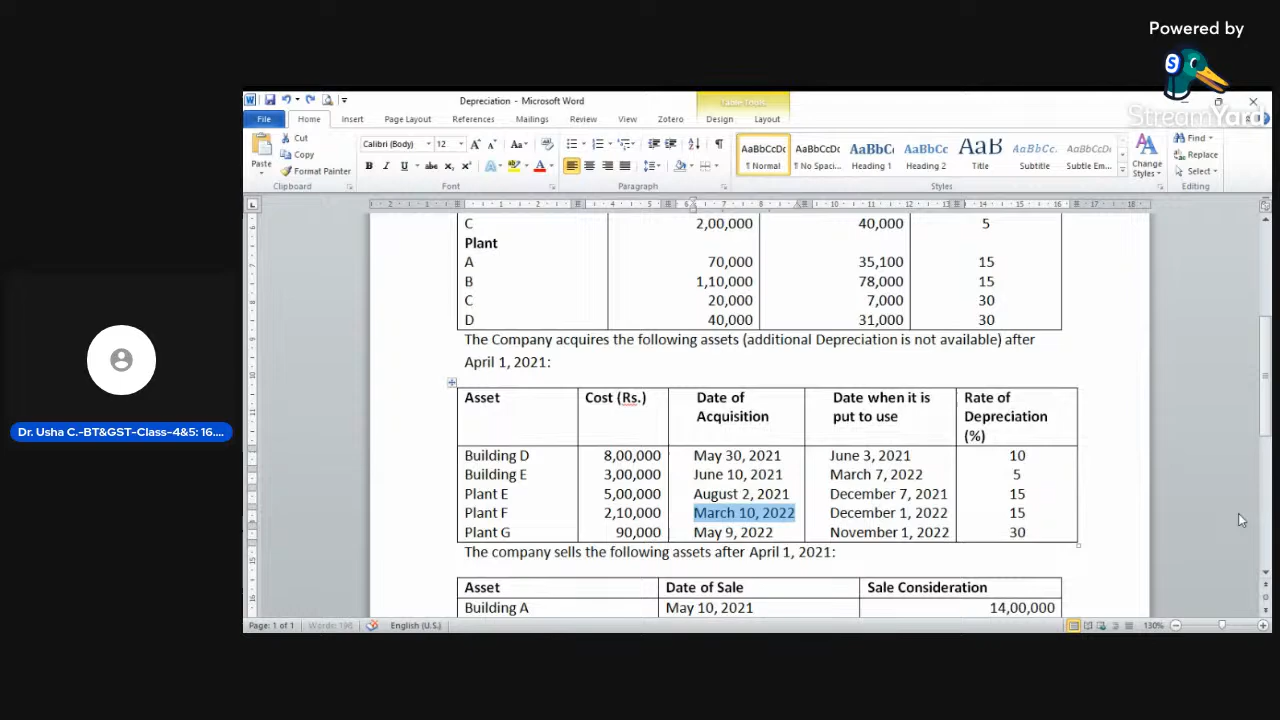 Powered by
S
StreamYard
Depreciation - Microsoft Word
Table Tools
File Home Insert Page Layout References Mailings Review View Zotero Design Layout
Cut
Copy
Format Painter
Paste
Clipboard
Calibri (Body) 12
Font
Paragraph
AaBbCcDc AaBbCcDc AaBbCc AaBbCc AaB AaBbCc. AaBbCcDc
¶ Normal ¶ No Spaci... Heading 1 Heading 2 Title Subtitle Subtle Em...
Change Styles
Styles
Find
Replace
Select
Editing
C 2,00,000 40,000 5
Plant
A 70,000 35,100 15
B 1,10,000 78,000 15
C 20,000 7,000 30
D 40,000 31,000 30
The Company acquires the following assets (additional Depreciation is not available) after
April 1, 2021:
Asset Cost (Rs.) Date of Acquisition Date when it is put to use Rate of Depreciation (%)
Building D 8,00,000 May 30, 2021 June 3, 2021 10
Building E 3,00,000 June 10, 2021 March 7, 2022 5
Plant E 5,00,000 August 2, 2021 December 7, 2021 15
Plant F 2,10,000 March 10, 2022 December 1, 2022 15
Plant G 90,000 May 9, 2022 November 1, 2022 30
The company sells the following assets after April 1, 2021:
Asset Date of Sale Sale Consideration
Building A May 10, 2021 14,00,000
Page: 1 of 1 Words: 196 English (U.S.) 130%
Dr. Usha C.-BT&GST-Class-4&5: 16....